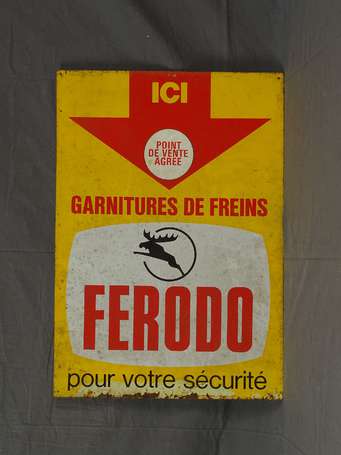 ICI
POINT
DE VENTE
AGREE
GARNITURES DE FREINS
FERODO
pour votre sécurité